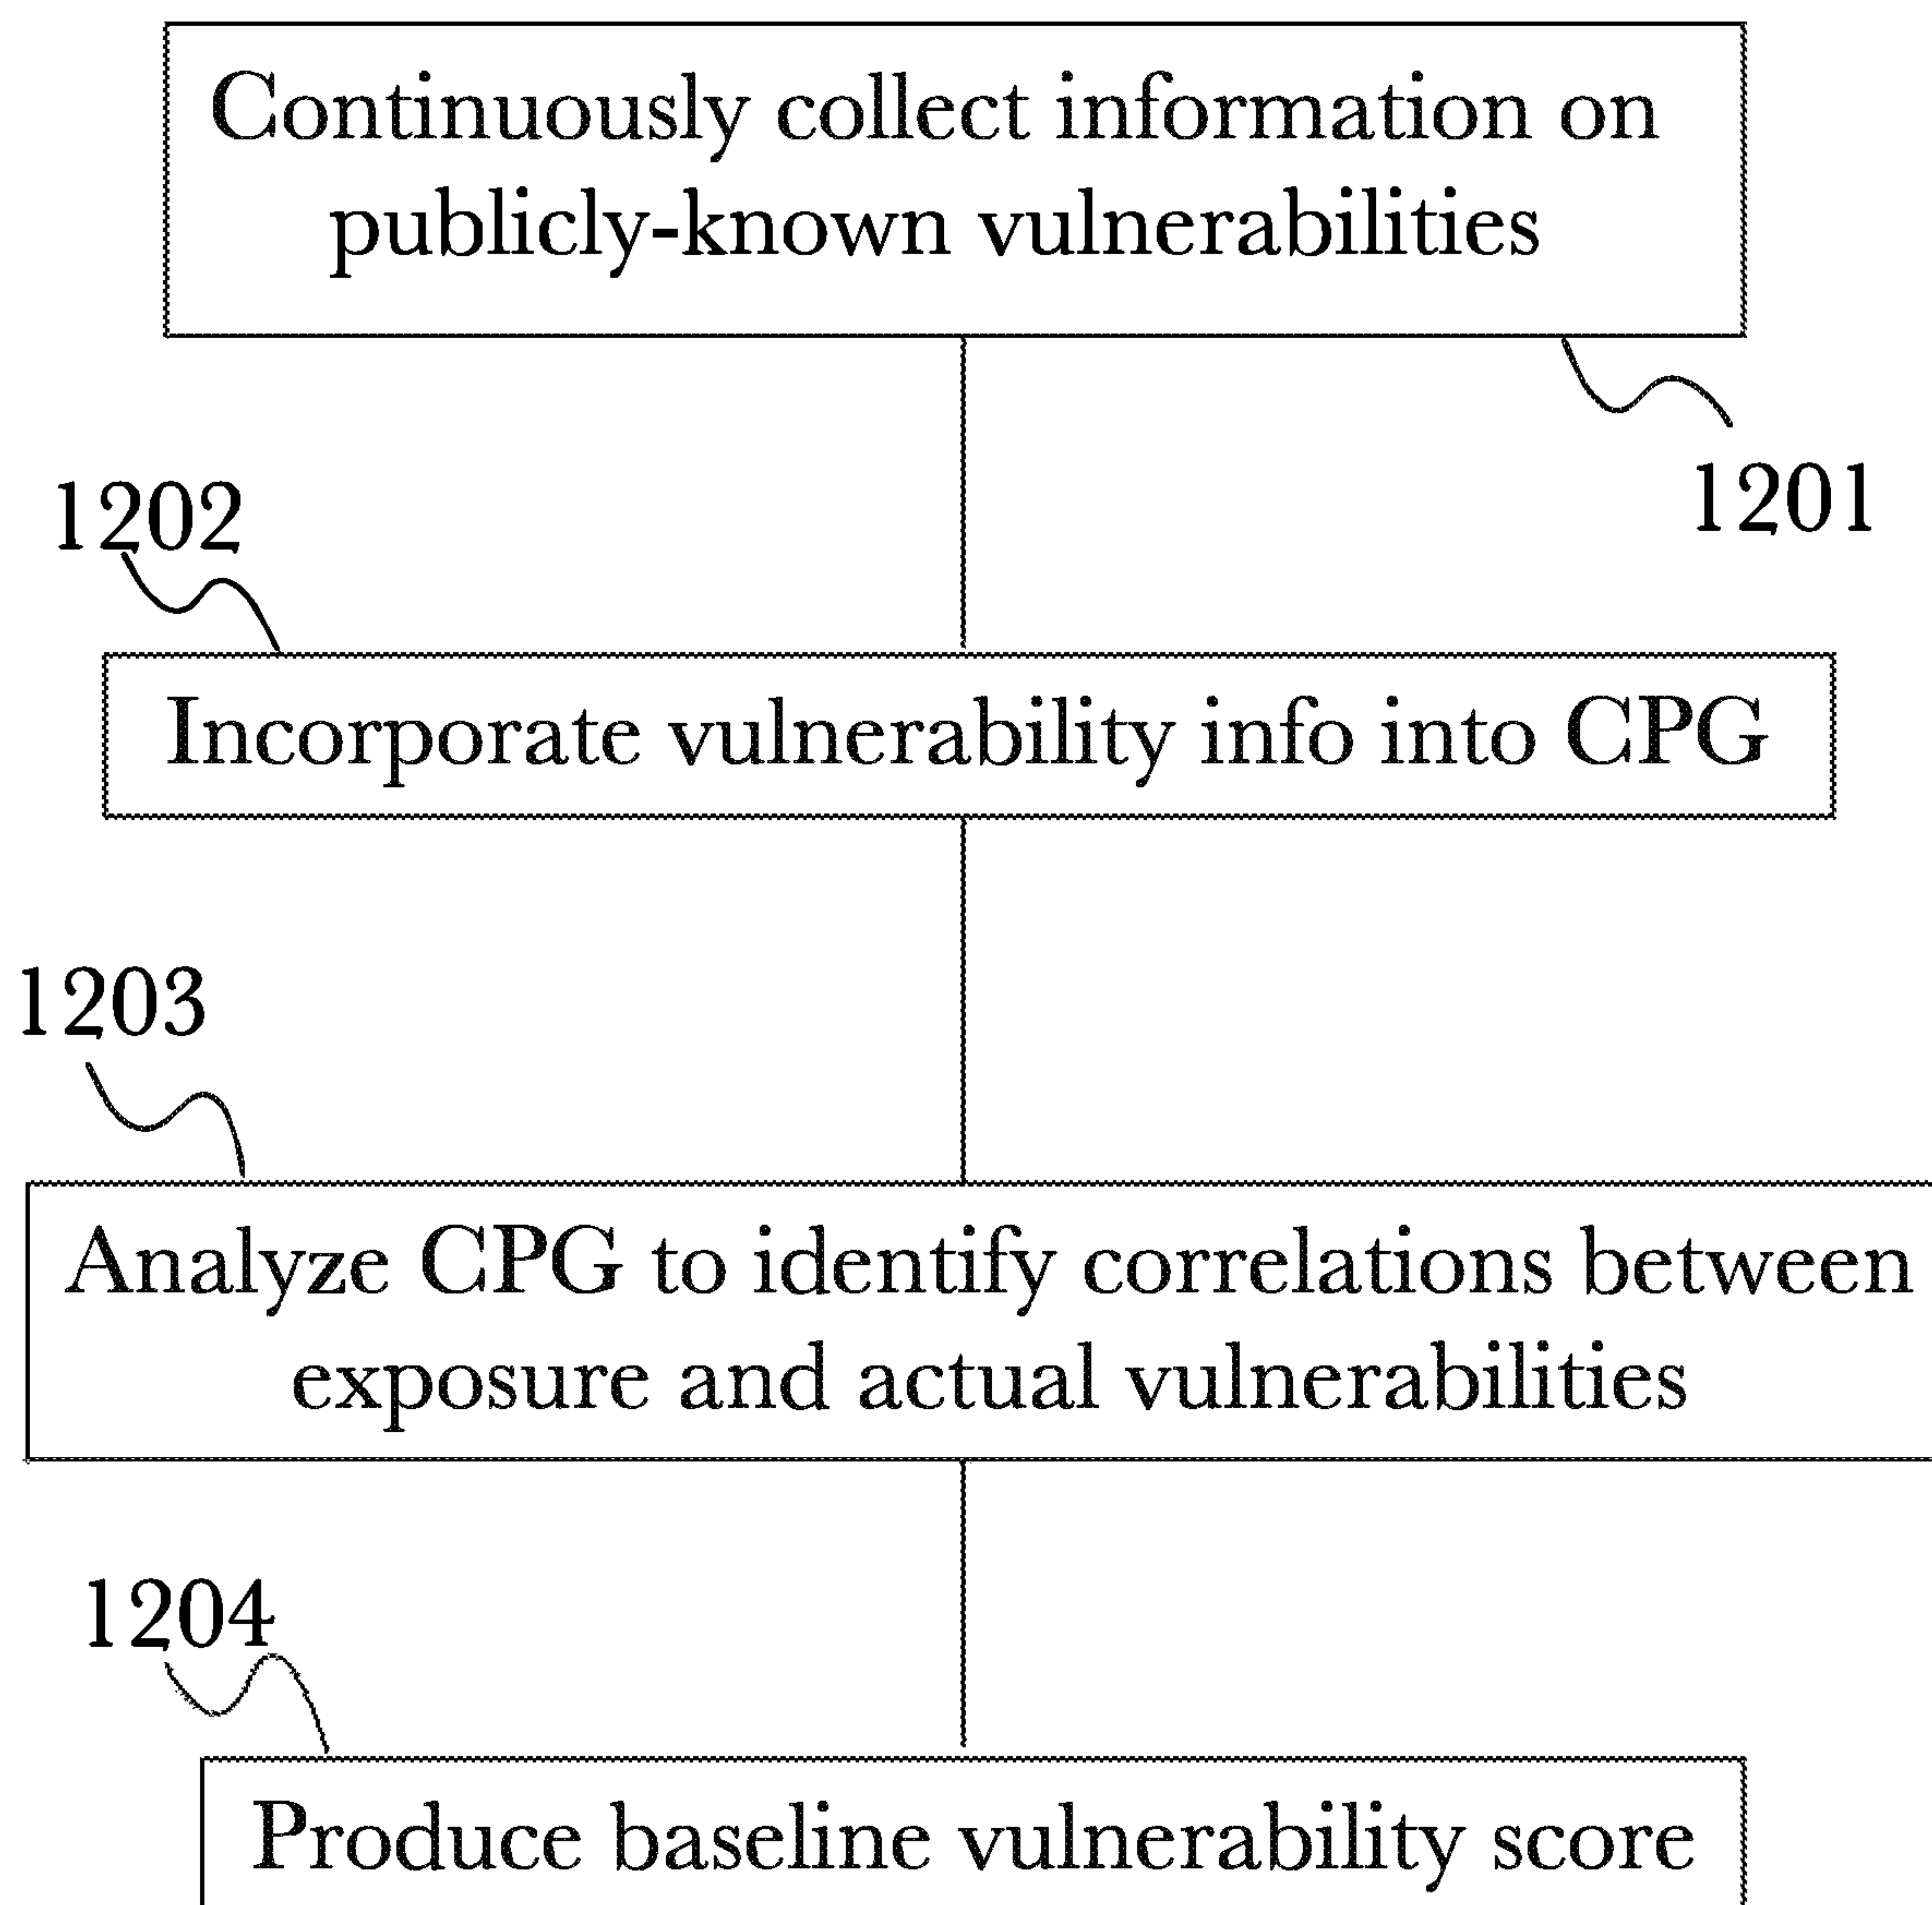 Continuously collect information on
publicly-known vulnerabilities
1201
1202
Incorporate vulnerability info into CPG
1203
Analyze CPG to identify correlations between
exposure and actual vulnerabilities
1204
Produce baseline vulnerability score